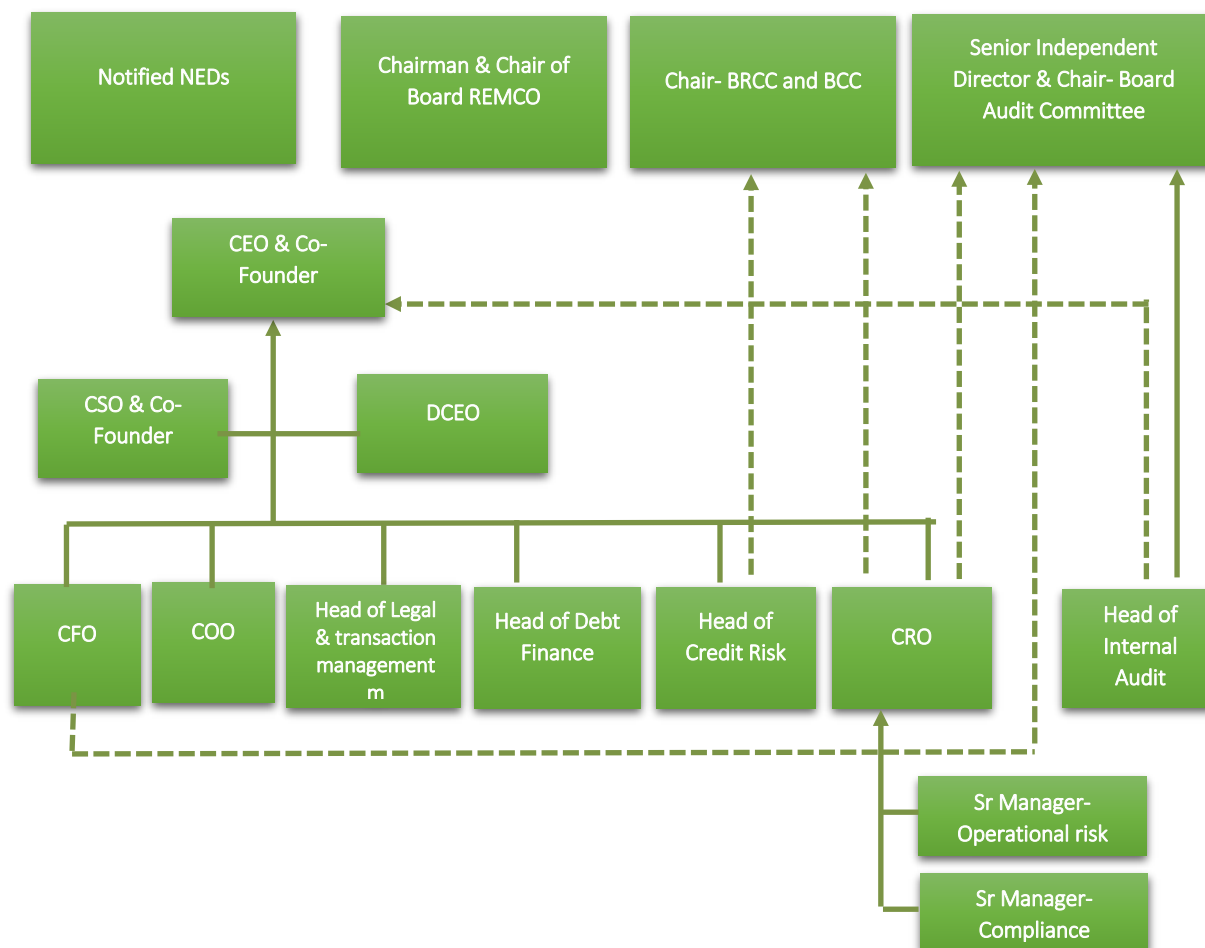 Notified NEDs
Chairman & Chair of
Board REMCO
Chair- BRCC and BCC
Senior Independent
Director & Chair- Board
Audit Committee
CEO & Co-
Founder
CSO & Co-
Founder
DCEO
CFO
COO
Head of Legal
& transaction
management
m
Head of Debt
Finance
Head of
Credit Risk
CRO
Head of
Internal
Audit
Sr Manager-
Operational risk
Sr Manager-
Compliance